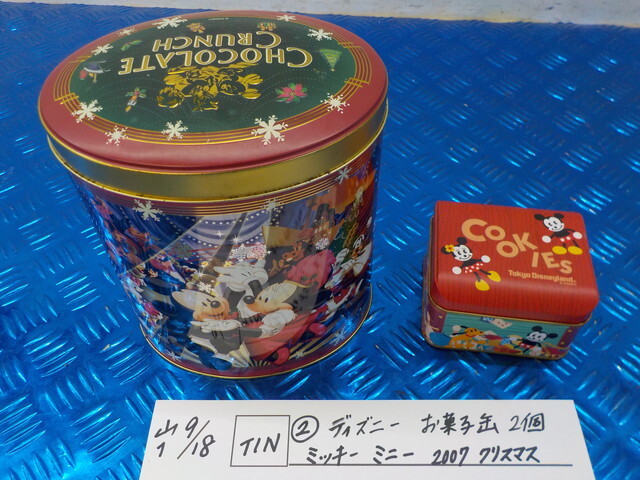 CHOCOLATE
CRUNCH
COOKIES
Tokyo Disneyland
山 9/18
1
TIN
② ディズニー お菓子缶 2個
ミッキー ミニー 2007 クリスマス